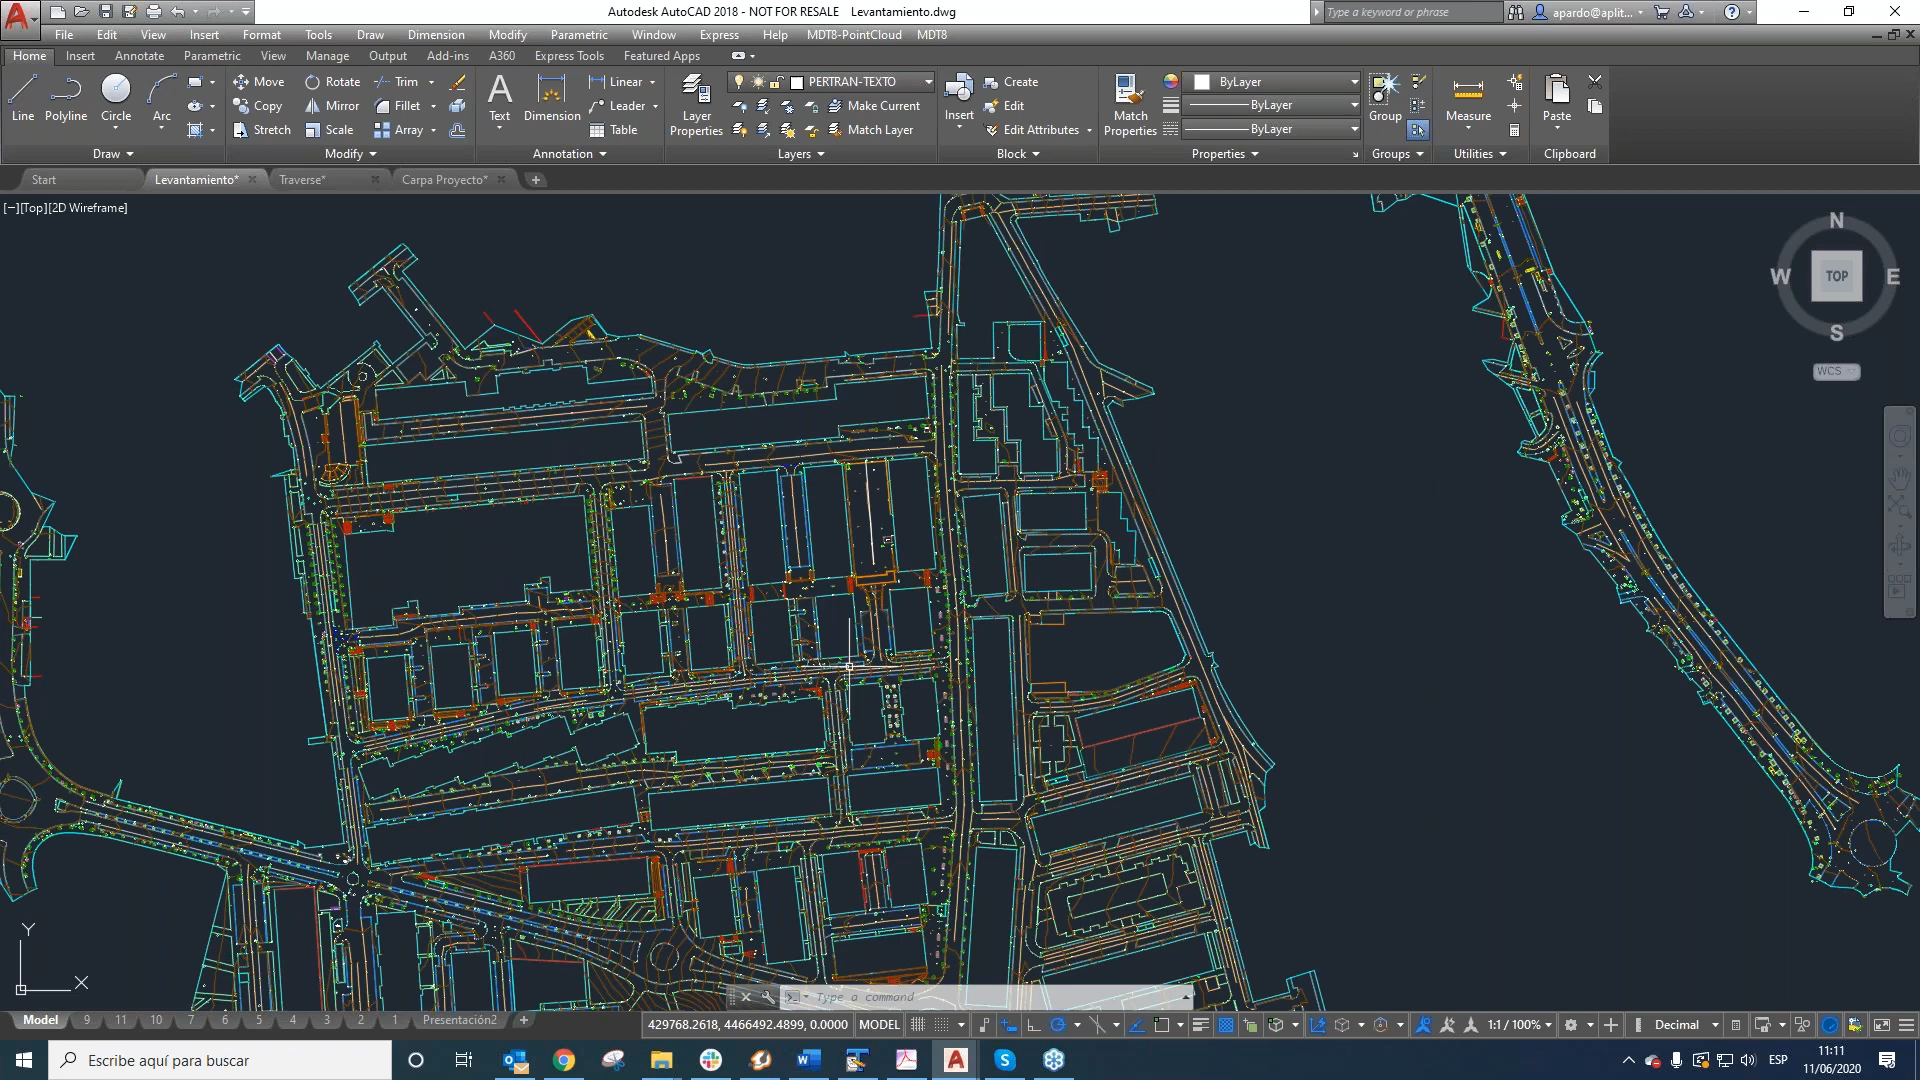 Autodesk AutoCAD 2018 - NOT FOR RESALE Levantamiento.dwg
Type a keyword or phrase
apardo@aplit...
File Edit View Insert Format Tools Draw Dimension Modify Parametric Window Express Help MDT8-PointCloud MDT8
Home Insert Annotate Parametric View Manage Output Add-ins A360 Express Tools Featured Apps
Line Polyline Circle Arc
Move Rotate Trim
Copy Mirror Fillet
Stretch Scale Array
Text Dimension
Linear
Leader
Table
Layer Properties
PERTRAN-TEXTO
Make Current
Match Layer
Insert
Create
Edit
Edit Attributes
Match Properties
ByLayer
ByLayer
ByLayer
Group
Measure
Paste
Draw Modify Annotation Layers Block Properties Groups Utilities Clipboard
Start Levantamiento* Traverse* Carpa Proyecto*
[−][Top][2D Wireframe]
N
W TOP E
S
WCS
Y
X
Type a command
Model 9 11 10 7 6 5 4 3 2 1 Presentación2
429768.2618, 4466492.4899, 0.0000 MODEL
1:1 / 100%
Decimal
Escribe aquí para buscar
ESP
11:11
11/06/2020